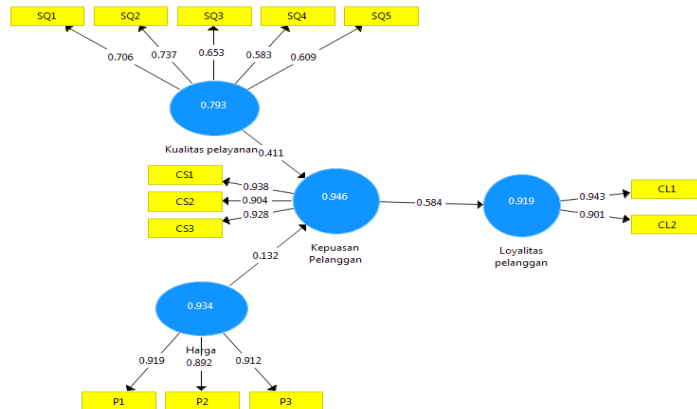 SQ1 SQ2 SQ3 SQ4 SQ5
0.706 0.737 0.653 0.583 0.609
0.793
Kualitas pelayanan
0.411
CS1
CS2
CS3
0.938
0.904
0.928
0.946
Kepuasan
Pelanggan
0.584
0.919
Loyalitas
pelanggan
0.943
0.901
CL1
CL2
0.132
0.934
Harga
0.919 0.892 0.912
P1 P2 P3